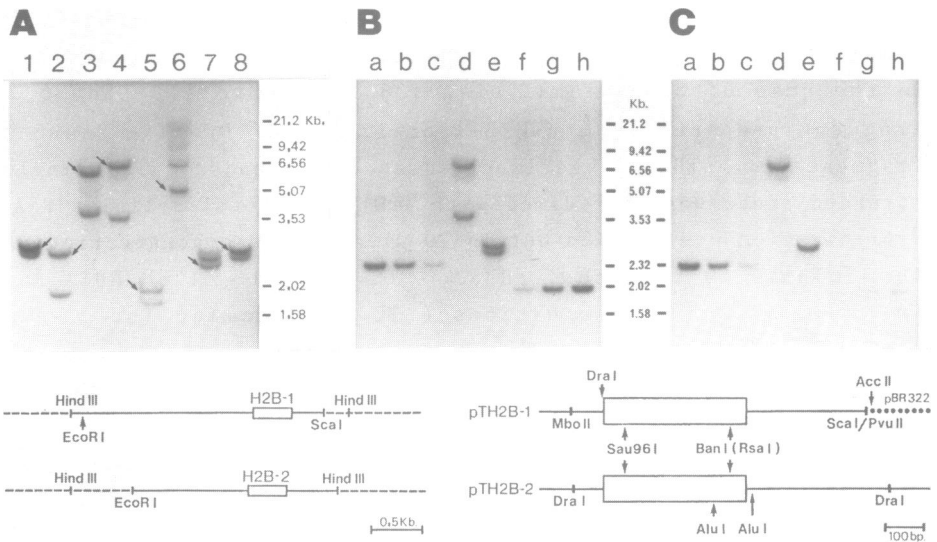 A
B
C
1 2 3 4 5 6 7 8
a b c d e f g h
a b c d e f g h
21,2 Kb,
9,42
6,56
5,07
3,53
2,02
1,58
Kb.
21.2
9.42
6.56
5.07
3.53
2.32
2.02
1.58
Hind III
H2B-1
Hind III
EcoR I
Sca I
Hind III
H2B-2
Hind III
EcoR I
0.5Kb.
Dra I
Acc II
pBR322
pTH2B-1
Mbo II
Sca I/Pvu II
Sau96 I
Ban I (Rsa I)
pTH2B-2
Dra I
Dra I
Alu I
Alu I
100bp.